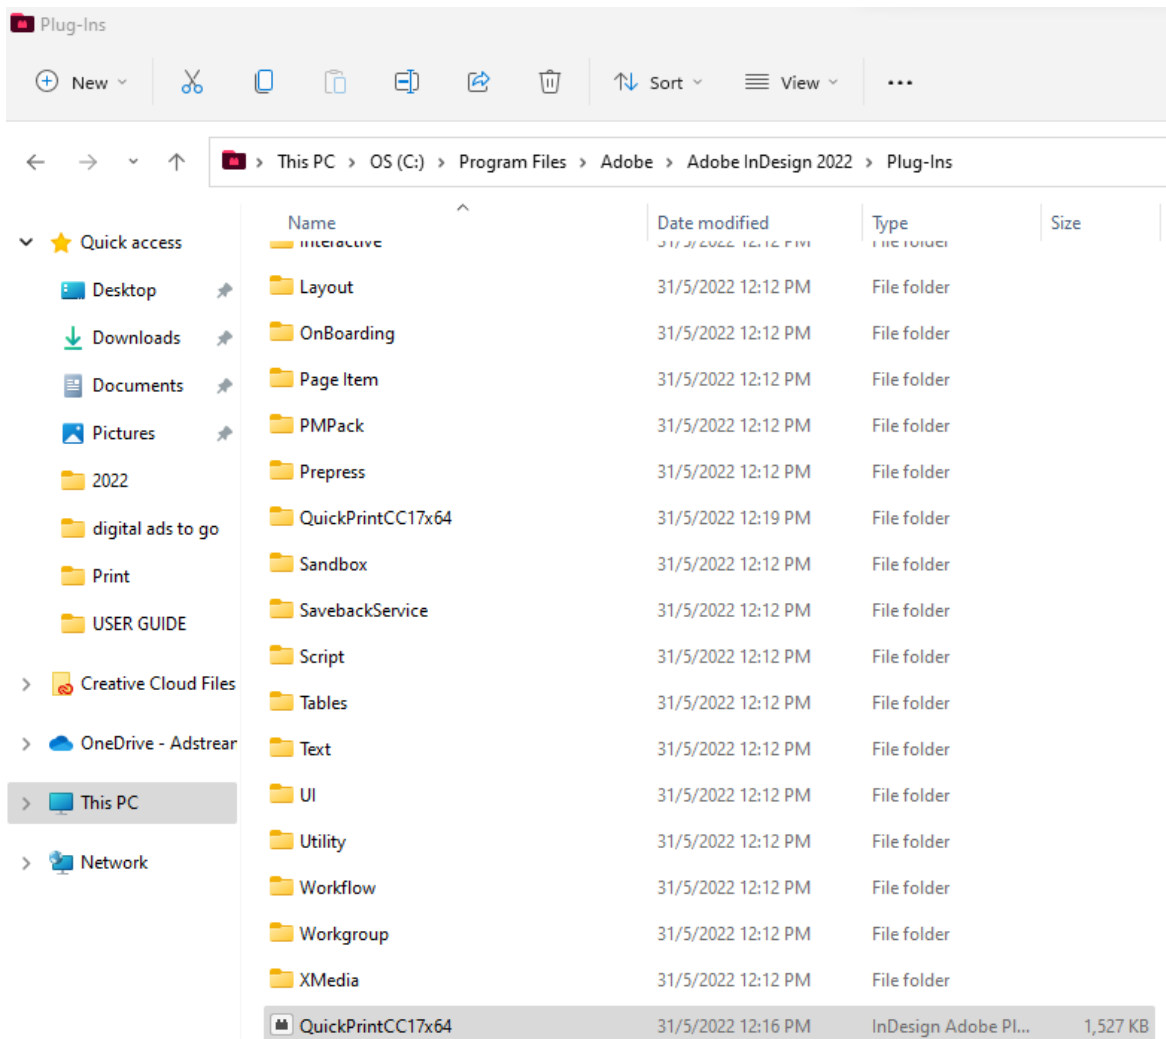 Plug-Ins
New Sort View ...
This PC > OS (C:) > Program Files > Adobe > Adobe InDesign 2022 > Plug-Ins
Name Date modified Type Size
Quick access
Desktop
Downloads
Documents
Pictures
2022
digital ads to go
Print
USER GUIDE
Creative Cloud Files
OneDrive - Adstrear
This PC
Network
Interactive 31/5/2022 12:12 PM File folder
Layout 31/5/2022 12:12 PM File folder
OnBoarding 31/5/2022 12:12 PM File folder
Page Item 31/5/2022 12:12 PM File folder
PMPack 31/5/2022 12:12 PM File folder
Prepress 31/5/2022 12:12 PM File folder
QuickPrintCC17x64 31/5/2022 12:19 PM File folder
Sandbox 31/5/2022 12:12 PM File folder
SavebackService 31/5/2022 12:12 PM File folder
Script 31/5/2022 12:12 PM File folder
Tables 31/5/2022 12:12 PM File folder
Text 31/5/2022 12:12 PM File folder
UI 31/5/2022 12:12 PM File folder
Utility 31/5/2022 12:12 PM File folder
Workflow 31/5/2022 12:12 PM File folder
Workgroup 31/5/2022 12:12 PM File folder
XMedia 31/5/2022 12:12 PM File folder
QuickPrintCC17x64 31/5/2022 12:16 PM InDesign Adobe Pl... 1,527 KB